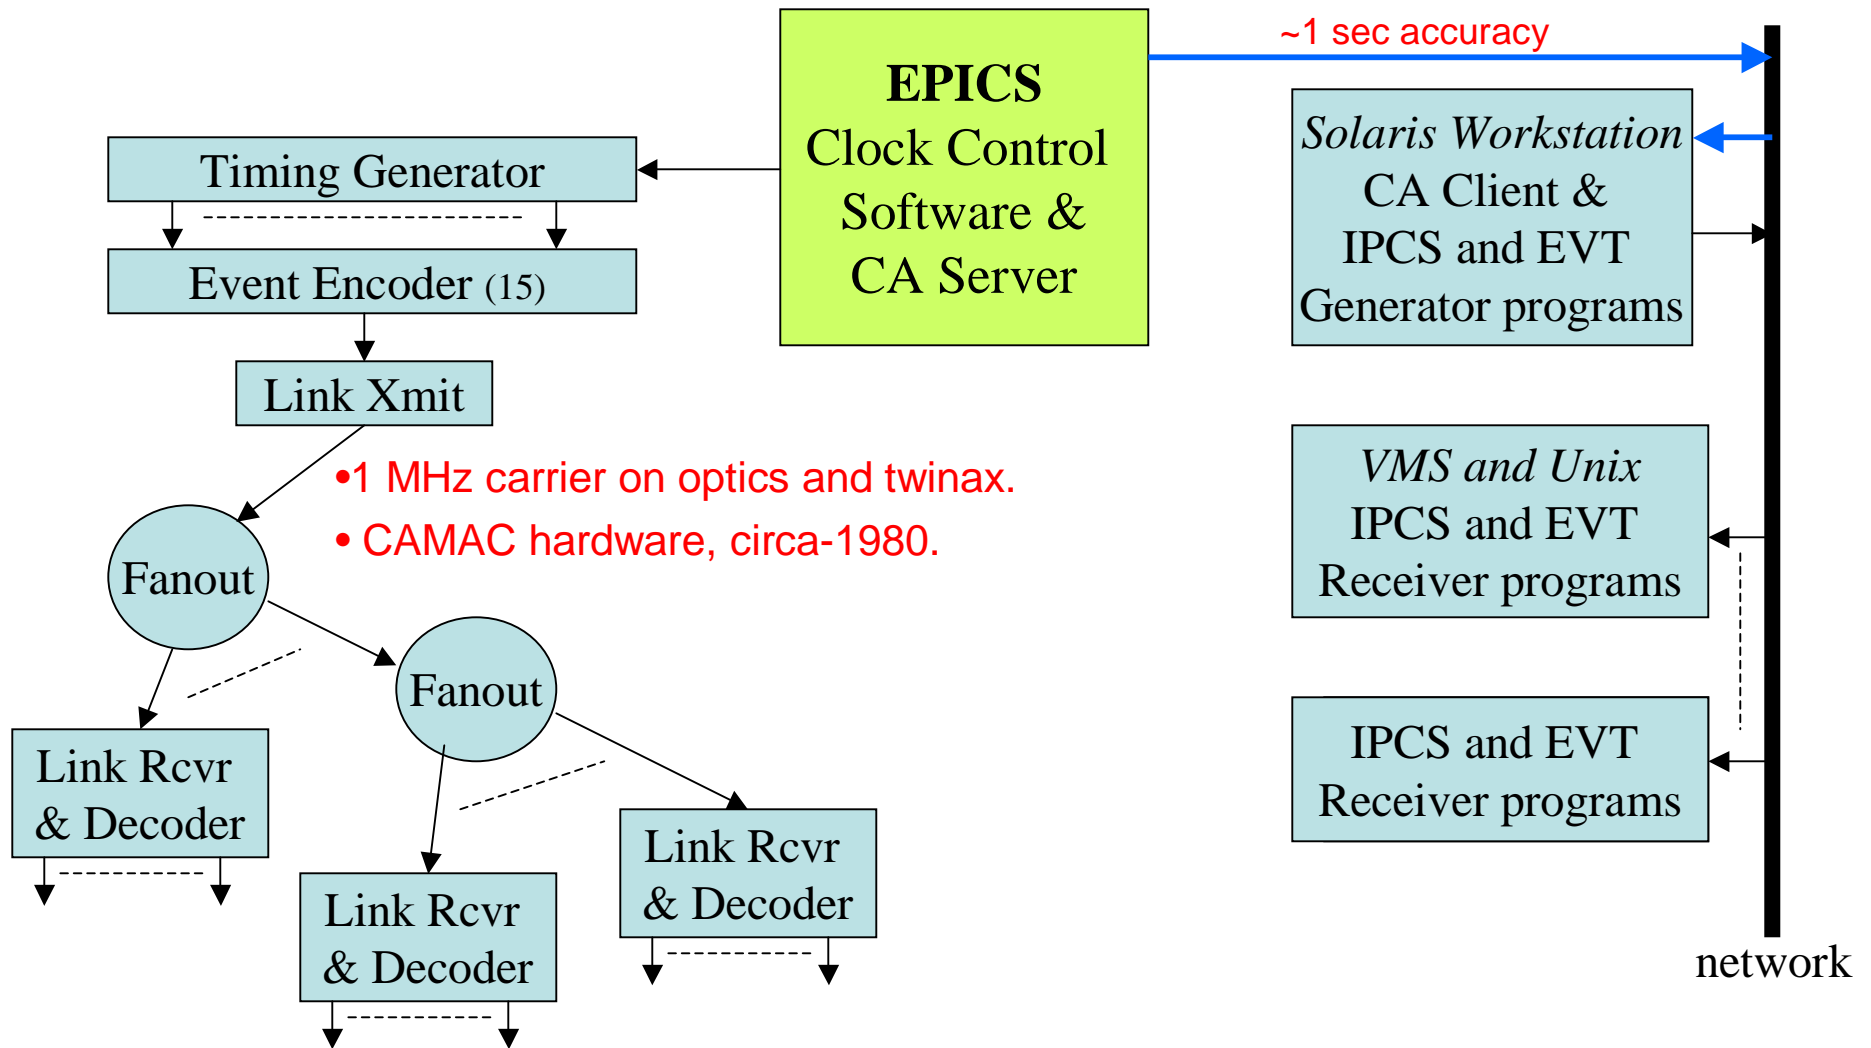 EPICS
Clock Control
Software &
CA Server
~1 sec accuracy
Timing Generator
Event Encoder (15)
Link Xmit
•1 MHz carrier on optics and twinax.
• CAMAC hardware, circa-1980.
Fanout
Fanout
Link Rcvr
& Decoder
Link Rcvr
& Decoder
Link Rcvr
& Decoder
Solaris Workstation
CA Client &
IPCS and EVT
Generator programs
VMS and Unix
IPCS and EVT
Receiver programs
IPCS and EVT
Receiver programs
network